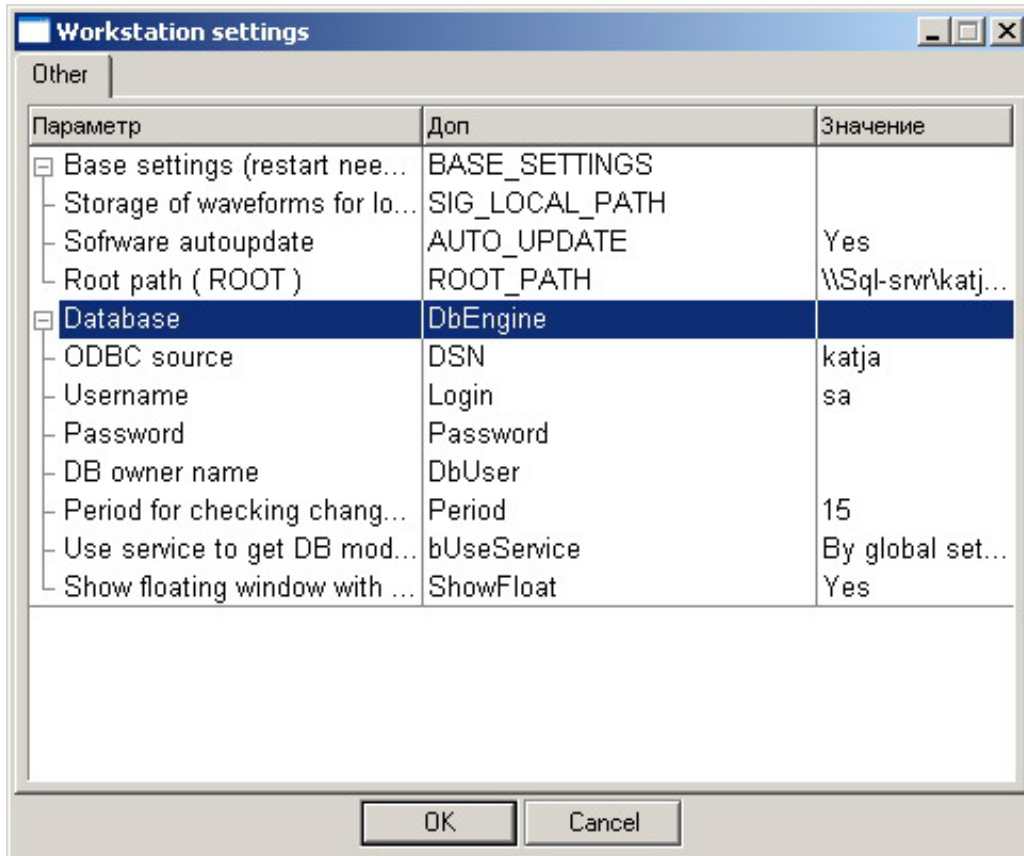 Workstation settings
Other
Параметр Доп Значение
Base settings (restart nee... BASE_SETTINGS
Storage of waveforms for lo... SIG_LOCAL_PATH
Sofrware autoupdate AUTO_UPDATE Yes
Root path ( ROOT ) ROOT_PATH \\Sql-srvr\katj...
Database DbEngine
ODBC source DSN katja
Username Login sa
Password Password
DB owner name DbUser
Period for checking chang... Period 15
Use service to get DB mod... bUseService By global set...
Show floating window with ... ShowFloat Yes
OK Cancel